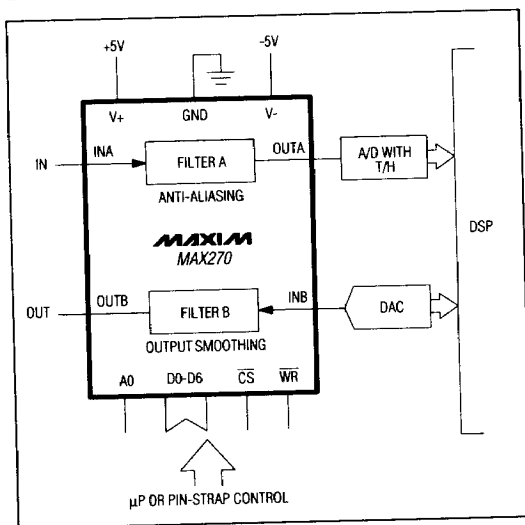 +5V
-5V
V+
GND
V-
IN
INA
FILTER A
OUTA
A/D WITH
T/H
ANTI-ALIASING
DSP
MAXIM
MAX270
OUT
OUTB
FILTER B
INB
DAC
OUTPUT SMOOTHING
A0
D0-D6
CS
WR
µP OR PIN-STRAP CONTROL